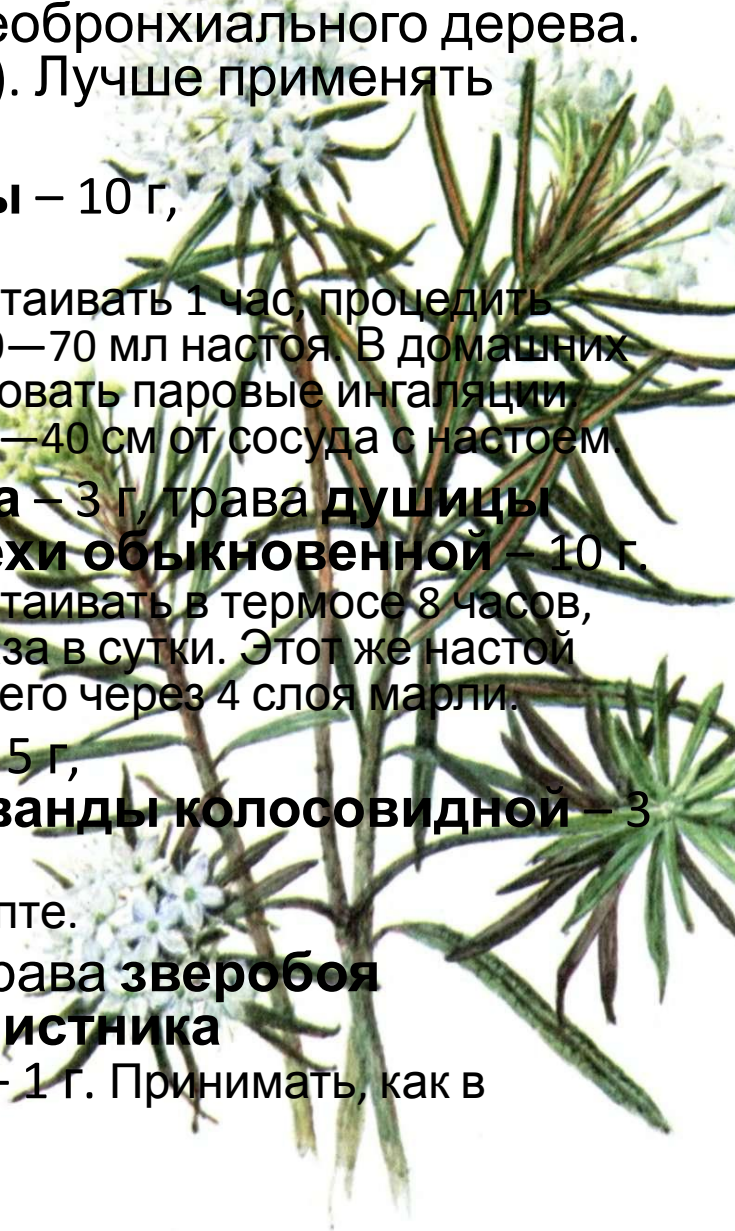 еобронхиального дерева.
). Лучше применять
ы – 10 г,
таивать 1 час, процедить
0—70 мл настоя. В домашних
овать паровые ингаляции,
—40 см от сосуда с настоем.
а – 3 г, трава душицы
ехи обыкновенной – 10 г.
таивать в термосе 8 часов,
за в сутки. Этот же настой
его через 4 слоя марли.
5 г,
ванды колосовидной – 3
пте.
рава зверобоя
истника
– 1 г. Принимать, как в